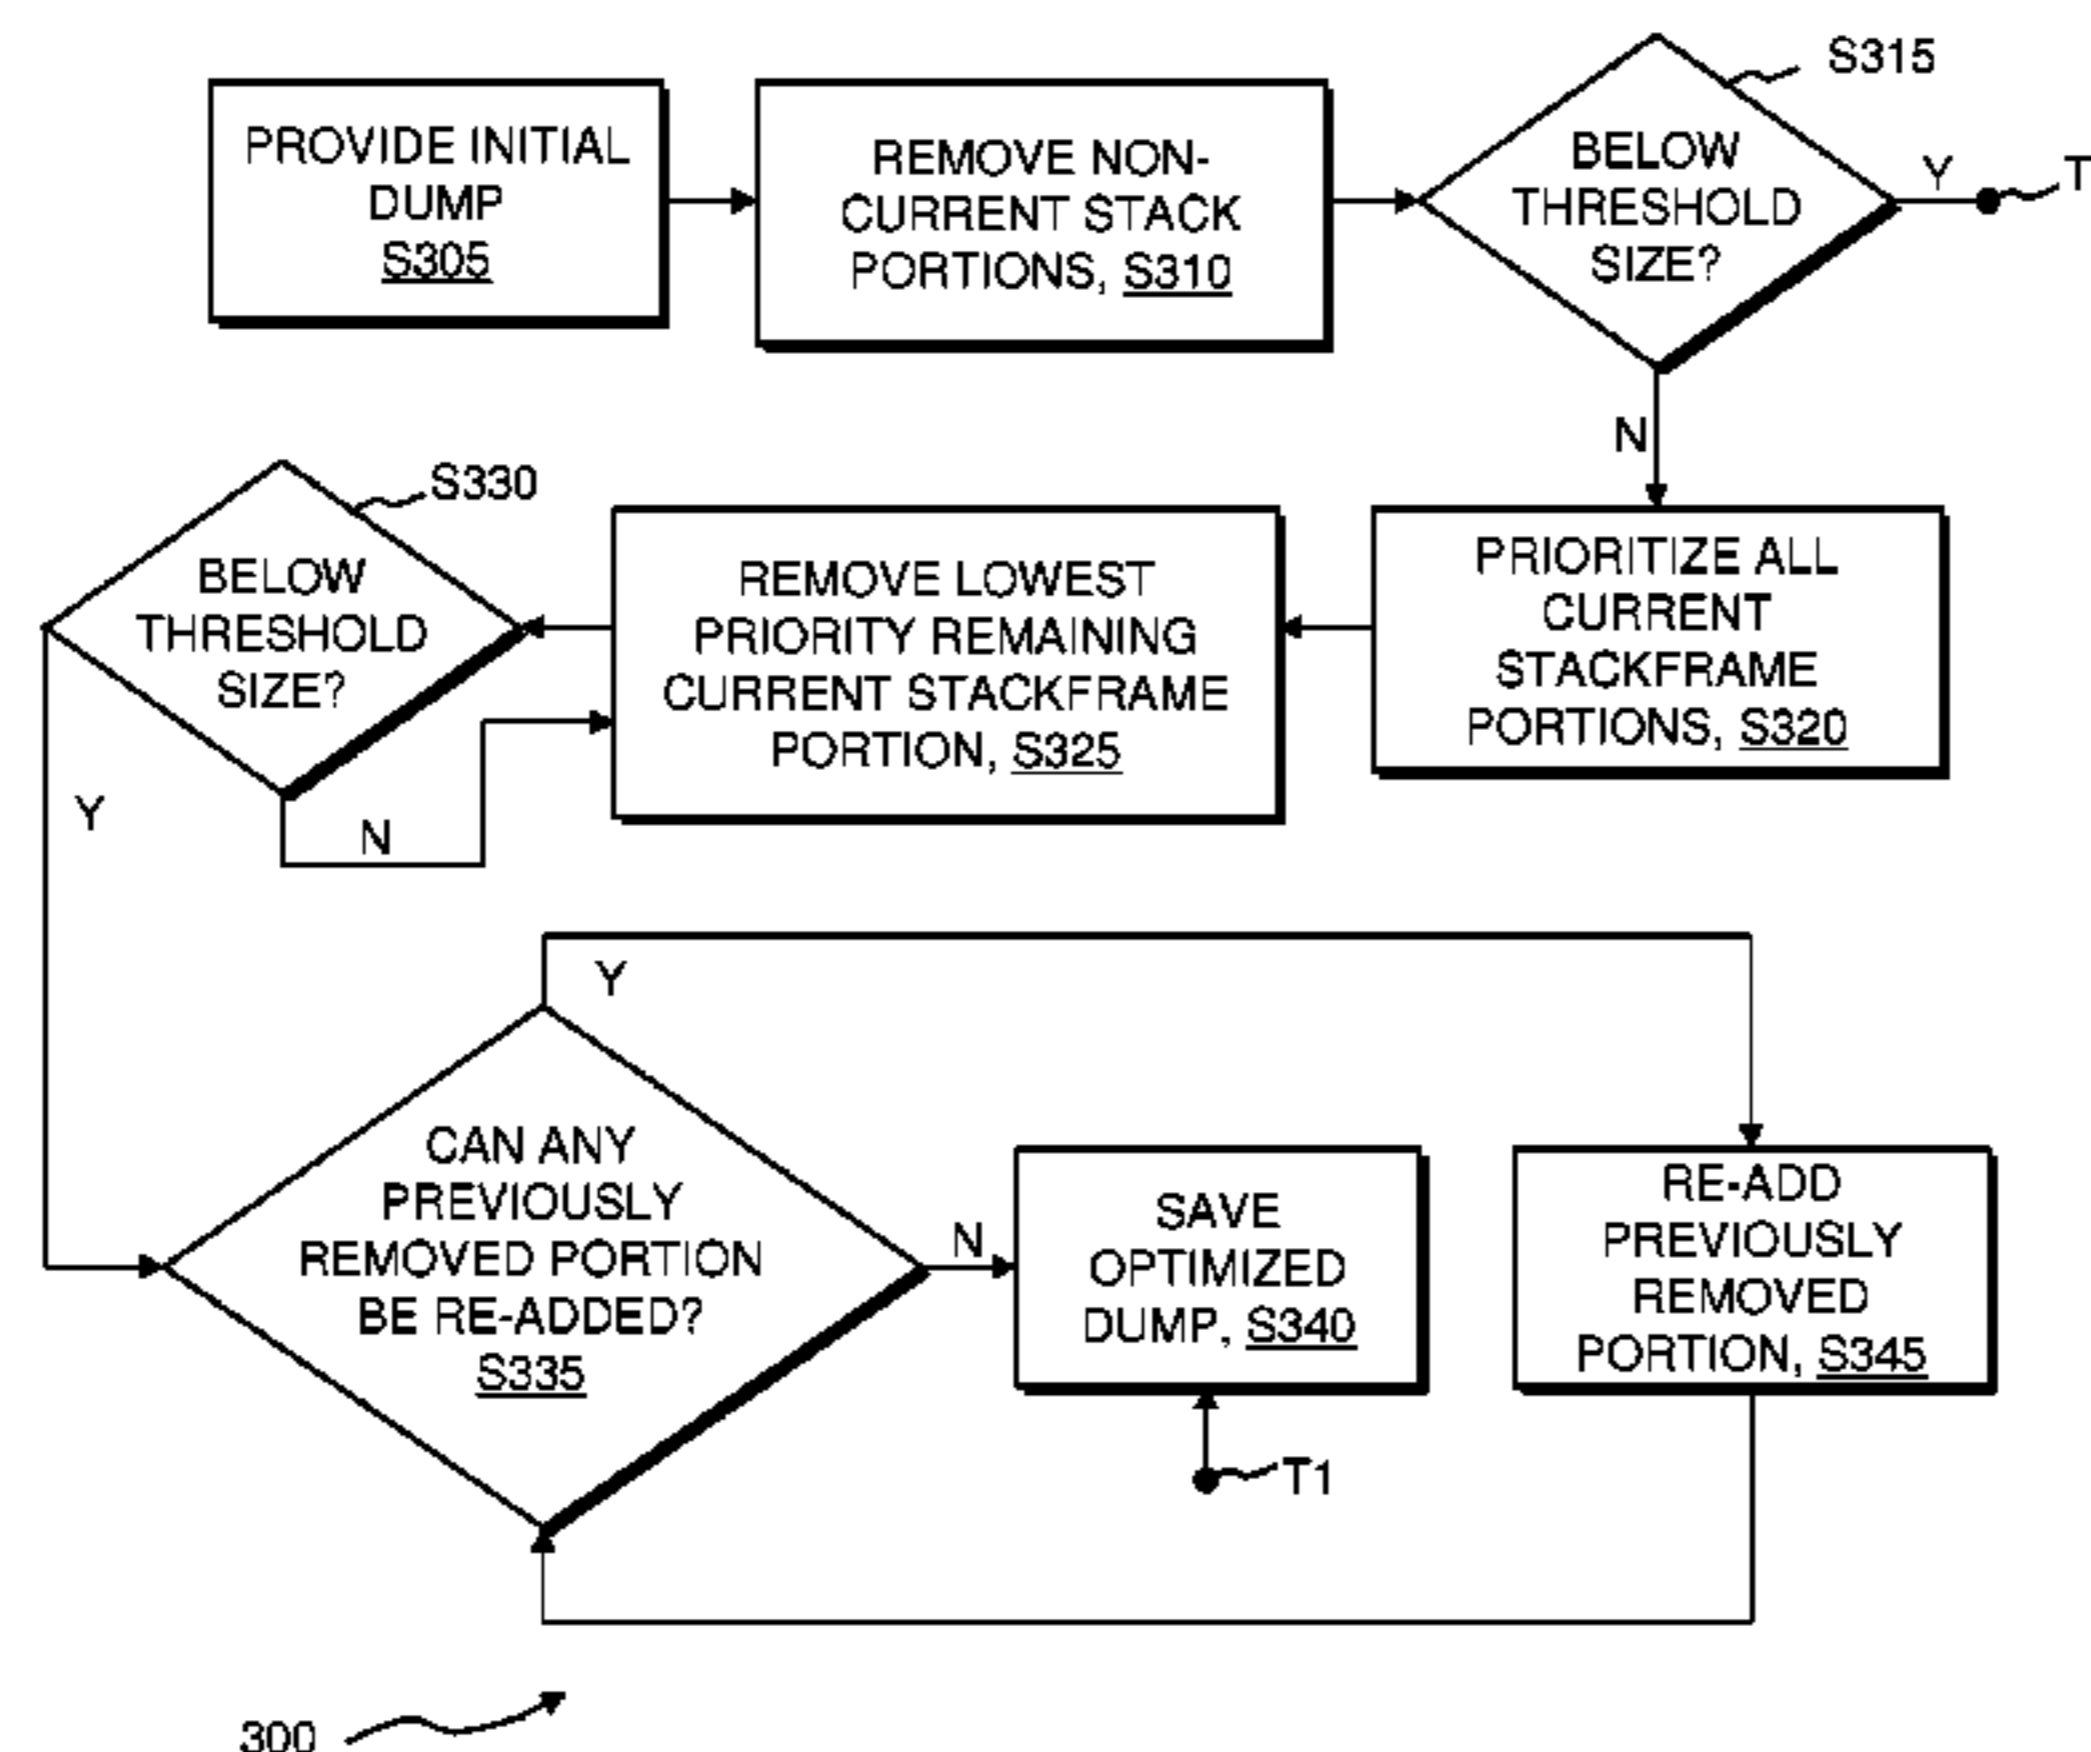 PROVIDE INITIAL
DUMP
S305
REMOVE NON-
CURRENT STACK
PORTIONS, S310
S315
BELOW
THRESHOLD
SIZE?
Y
T
N
S330
BELOW
THRESHOLD
SIZE?
Y
N
REMOVE LOWEST
PRIORITY REMAINING
CURRENT STACKFRAME
PORTION, S325
PRIORITIZE ALL
CURRENT
STACKFRAME
PORTIONS, S320
Y
CAN ANY
PREVIOUSLY
REMOVED PORTION
BE RE-ADDED?
S335
N
SAVE
OPTIMIZED
DUMP, S340
T1
RE-ADD
PREVIOUSLY
REMOVED
PORTION, S345
300